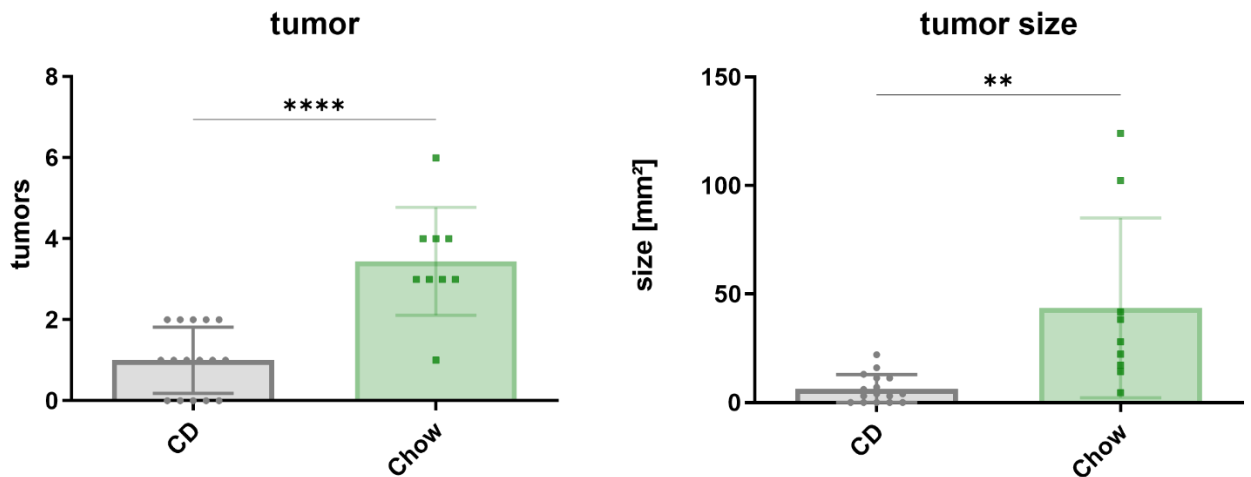 tumor
8
6
4
2
0
tumors
****
CD
Chow
tumor size
150
100
50
0
size [mm²]
**
CD
Chow